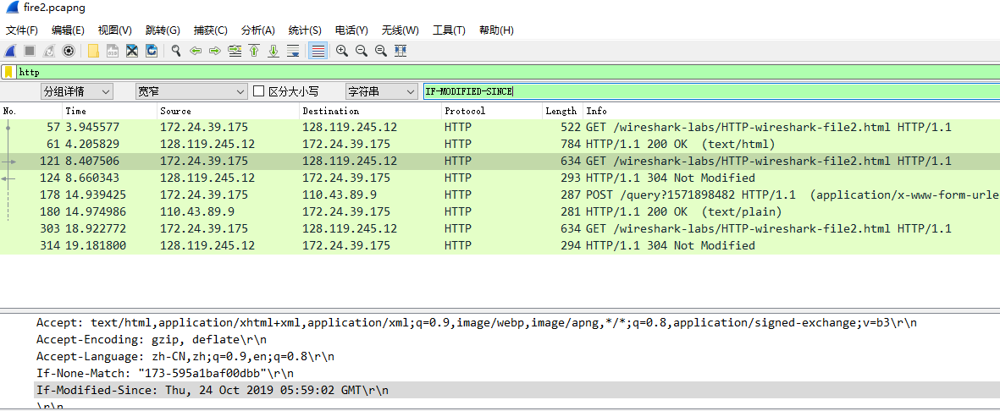 fire2.pcapng
文件(F) 编辑(E) 视图(V) 跳转(G) 捕获(C) 分析(A) 统计(S) 电话(Y) 无线(W) 工具(T) 帮助(H)
http
分组详情 宽窄 区分大小写 字符串 IF-MODIFIED-SINCE
No. Time Source Destination Protocol Length Info
57 3.945577 172.24.39.175 128.119.245.12 HTTP 522 GET /wireshark-labs/HTTP-wireshark-file2.html HTTP/1.1
61 4.205829 128.119.245.12 172.24.39.175 HTTP 784 HTTP/1.1 200 OK (text/html)
121 8.407506 172.24.39.175 128.119.245.12 HTTP 634 GET /wireshark-labs/HTTP-wireshark-file2.html HTTP/1.1
124 8.660343 128.119.245.12 172.24.39.175 HTTP 293 HTTP/1.1 304 Not Modified
178 14.939425 172.24.39.175 110.43.89.9 HTTP 287 POST /query?1571898482 HTTP/1.1 (application/x-www-form-urle
180 14.974986 110.43.89.9 172.24.39.175 HTTP 281 HTTP/1.1 200 OK (text/plain)
303 18.922772 172.24.39.175 128.119.245.12 HTTP 634 GET /wireshark-labs/HTTP-wireshark-file2.html HTTP/1.1
314 19.181800 128.119.245.12 172.24.39.175 HTTP 294 HTTP/1.1 304 Not Modified
Accept: text/html,application/xhtml+xml,application/xml;q=0.9,image/webp,image/apng,*/*;q=0.8,application/signed-exchange;v=b3\r\n
Accept-Encoding: gzip, deflate\r\n
Accept-Language: zh-CN,zh;q=0.9,en;q=0.8\r\n
If-None-Match: "173-595a1baf00dbb"\r\n
If-Modified-Since: Thu, 24 Oct 2019 05:59:02 GMT\r\n
\r\n